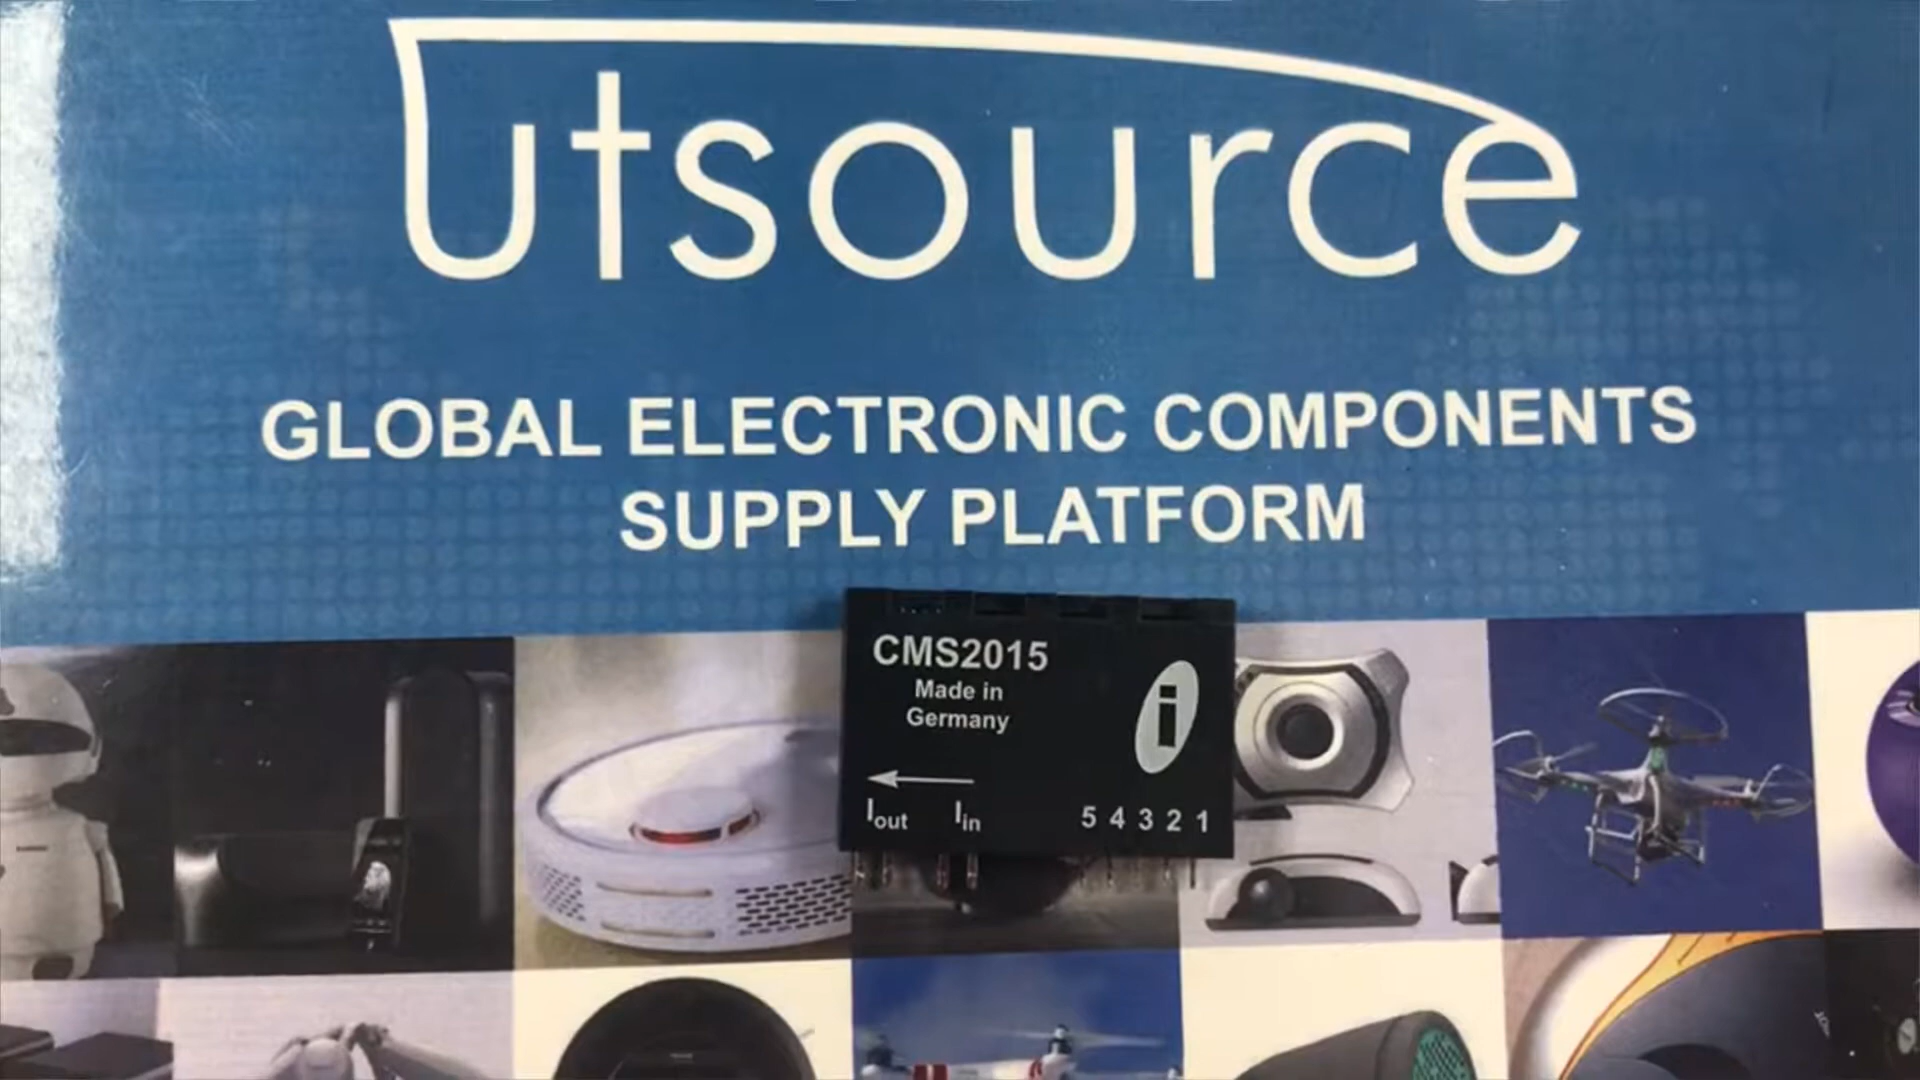 Utsource
GLOBAL ELECTRONIC COMPONENTS
SUPPLY PLATFORM
CMS2015
Made in
Germany
i
Iout Iin 5 4 3 2 1